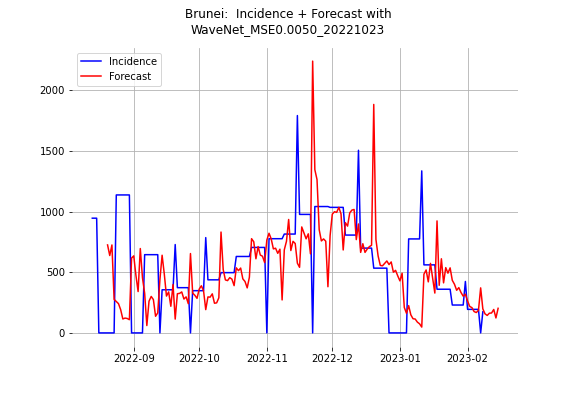 Brunei:  Incidence + Forecast with
WaveNet_MSE0.0050_20221023
Incidence
Forecast
2000
1500
1000
500
0
2022-09
2022-10
2022-11
2022-12
2023-01
2023-02